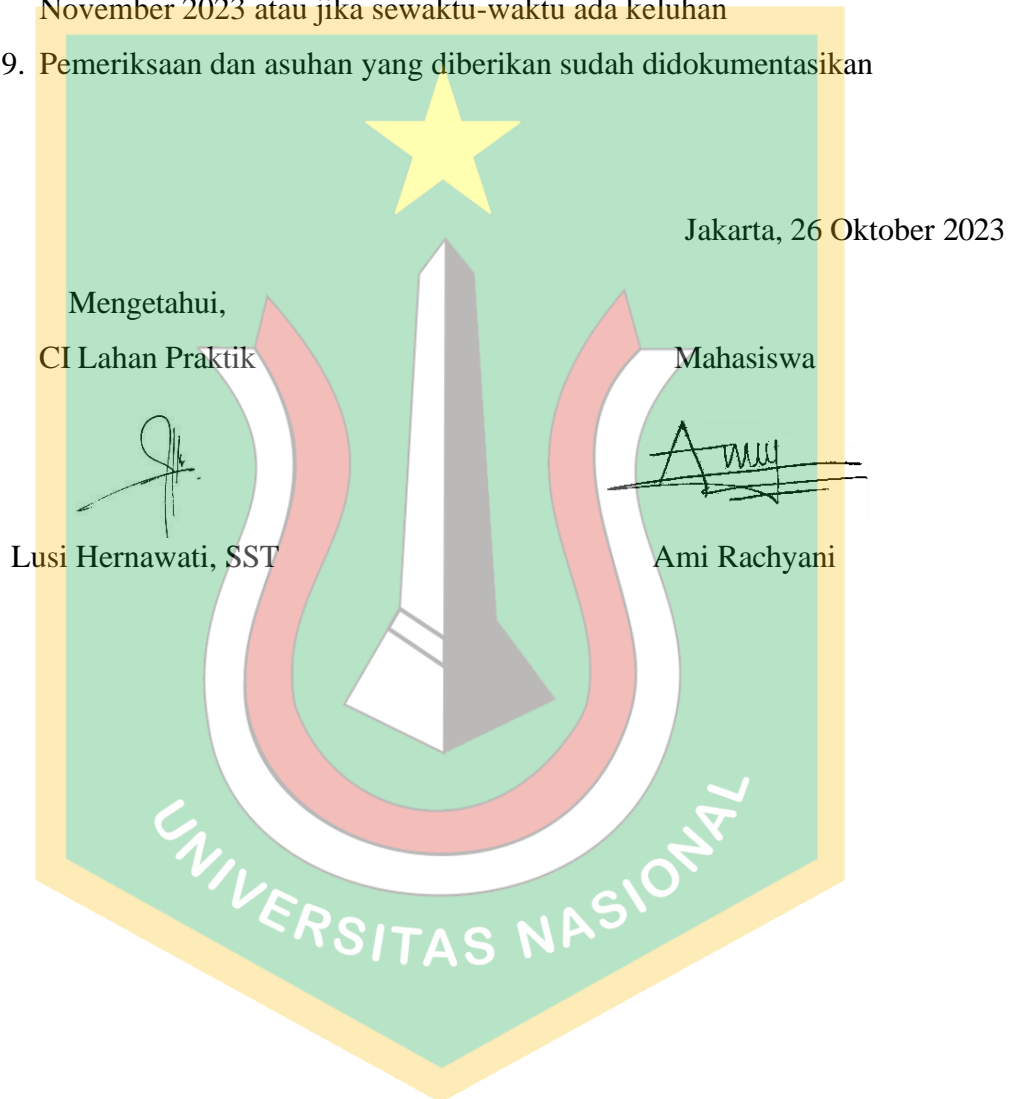 November 2023 atau jika sewaktu-waktu ada keluhan
9. Pemeriksaan dan asuhan yang diberikan sudah didokumentasikan
Jakarta, 26 Oktober 2023
Mengetahui,
CI Lahan Praktik
Mahasiswa
Lusi Hernawati, SST
Ami Rachyani
UNIVERSITAS NASIONAL